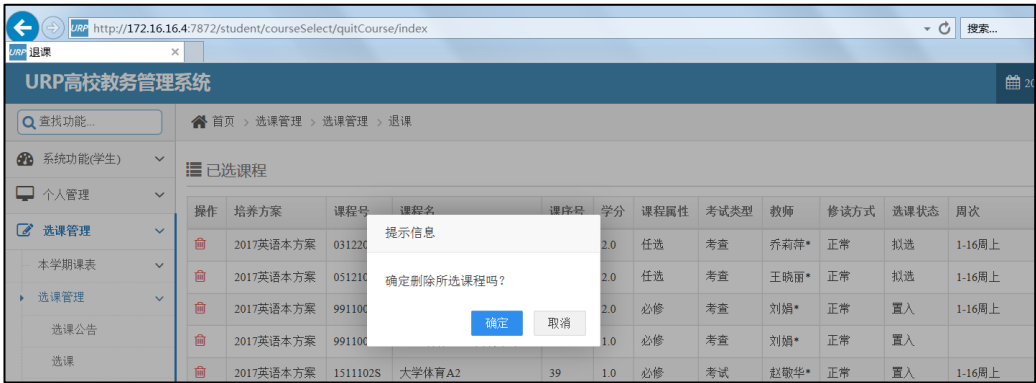 URP http://172.16.16.4:7872/student/courseSelect/quitCourse/index 搜索...
URP 退课 ×
URP高校教务管理系统 20
查找功能... 首页 > 选课管理 > 选课管理 > 退课
系统功能(学生)
已选课程
个人管理
操作 培养方案 课程号 课程名 课序号 学分 课程属性 考试类型 教师 修读方式 选课状态 周次
选课管理
提示信息
2017英语本方案 031220 2.0 任选 考查 乔莉萍* 正常 拟选 1-16周上
本学期课表
2017英语本方案 051210 确定删除所选课程吗? 2.0 任选 考查 王晓丽* 正常 拟选 1-16周上
选课管理
2017英语本方案 991100 2.0 必修 考查 刘娟* 正常 置入 1-16周上
确定 取消
选课公告
2017英语本方案 991100 1.0 必修 考查 刘娟* 正常 置入
选课
2017英语本方案 1511102S 大学体育A2 39 1.0 必修 考试 赵敬华* 正常 置入 1-16周上